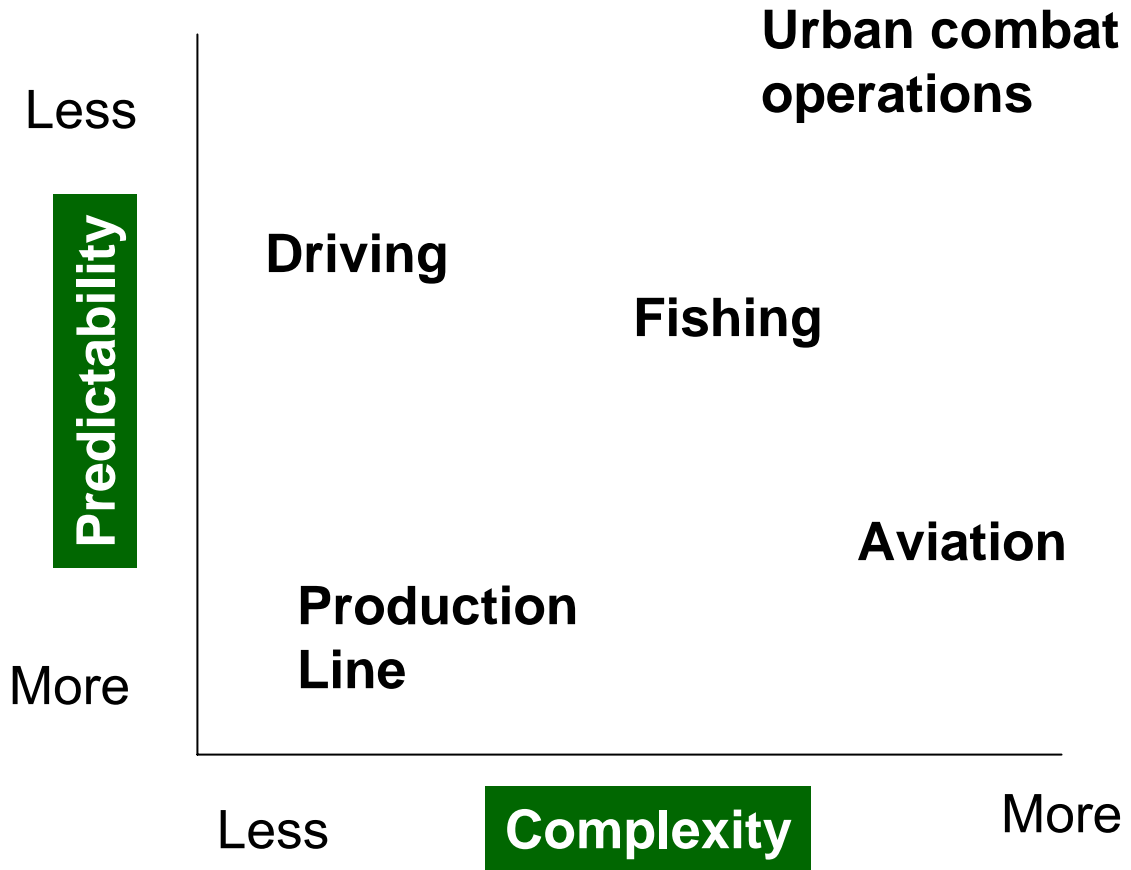 Urban combat
operations
Less
Predictability
Driving
Fishing
Aviation
Production
Line
More
Less
Complexity
More